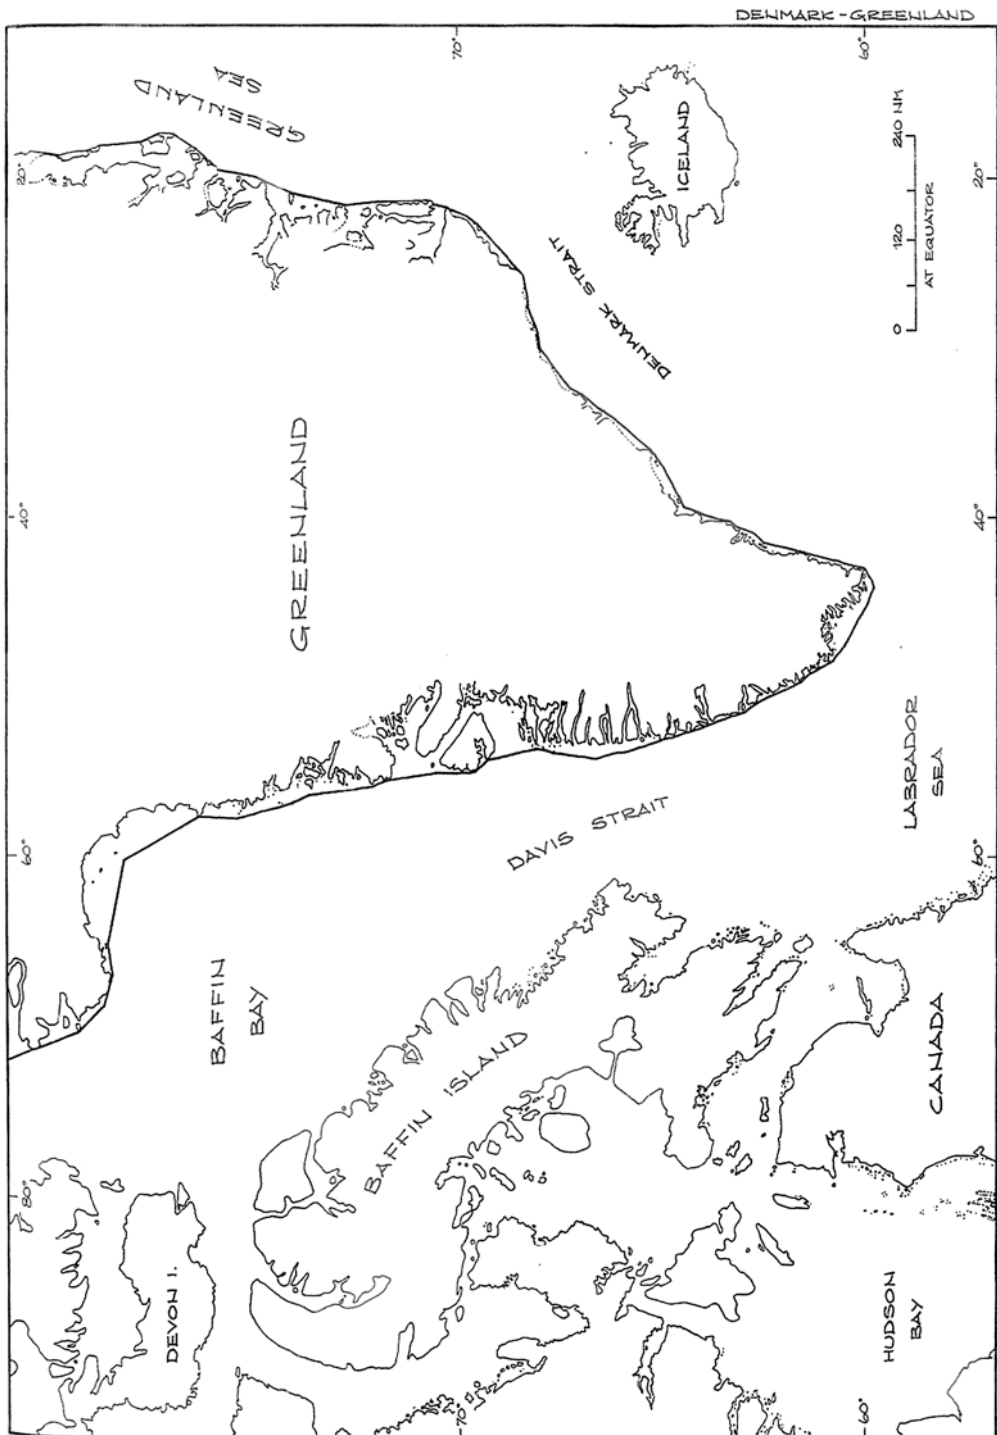 DENMARK-GREENLAND
70°
60°
GREENLAND
SEA
20°
ICELAND
240 NM
120
0
AT EQUATOR
20°
DENMARK STRAIT
40°
GREENLAND
40°
60°
DAVIS STRAIT
LABRADOR
SEA
60°
BAFFIN
BAY
BAFFIN ISLAND
CANADA
80°
DEVON I.
HUDSON
BAY
70°
60°